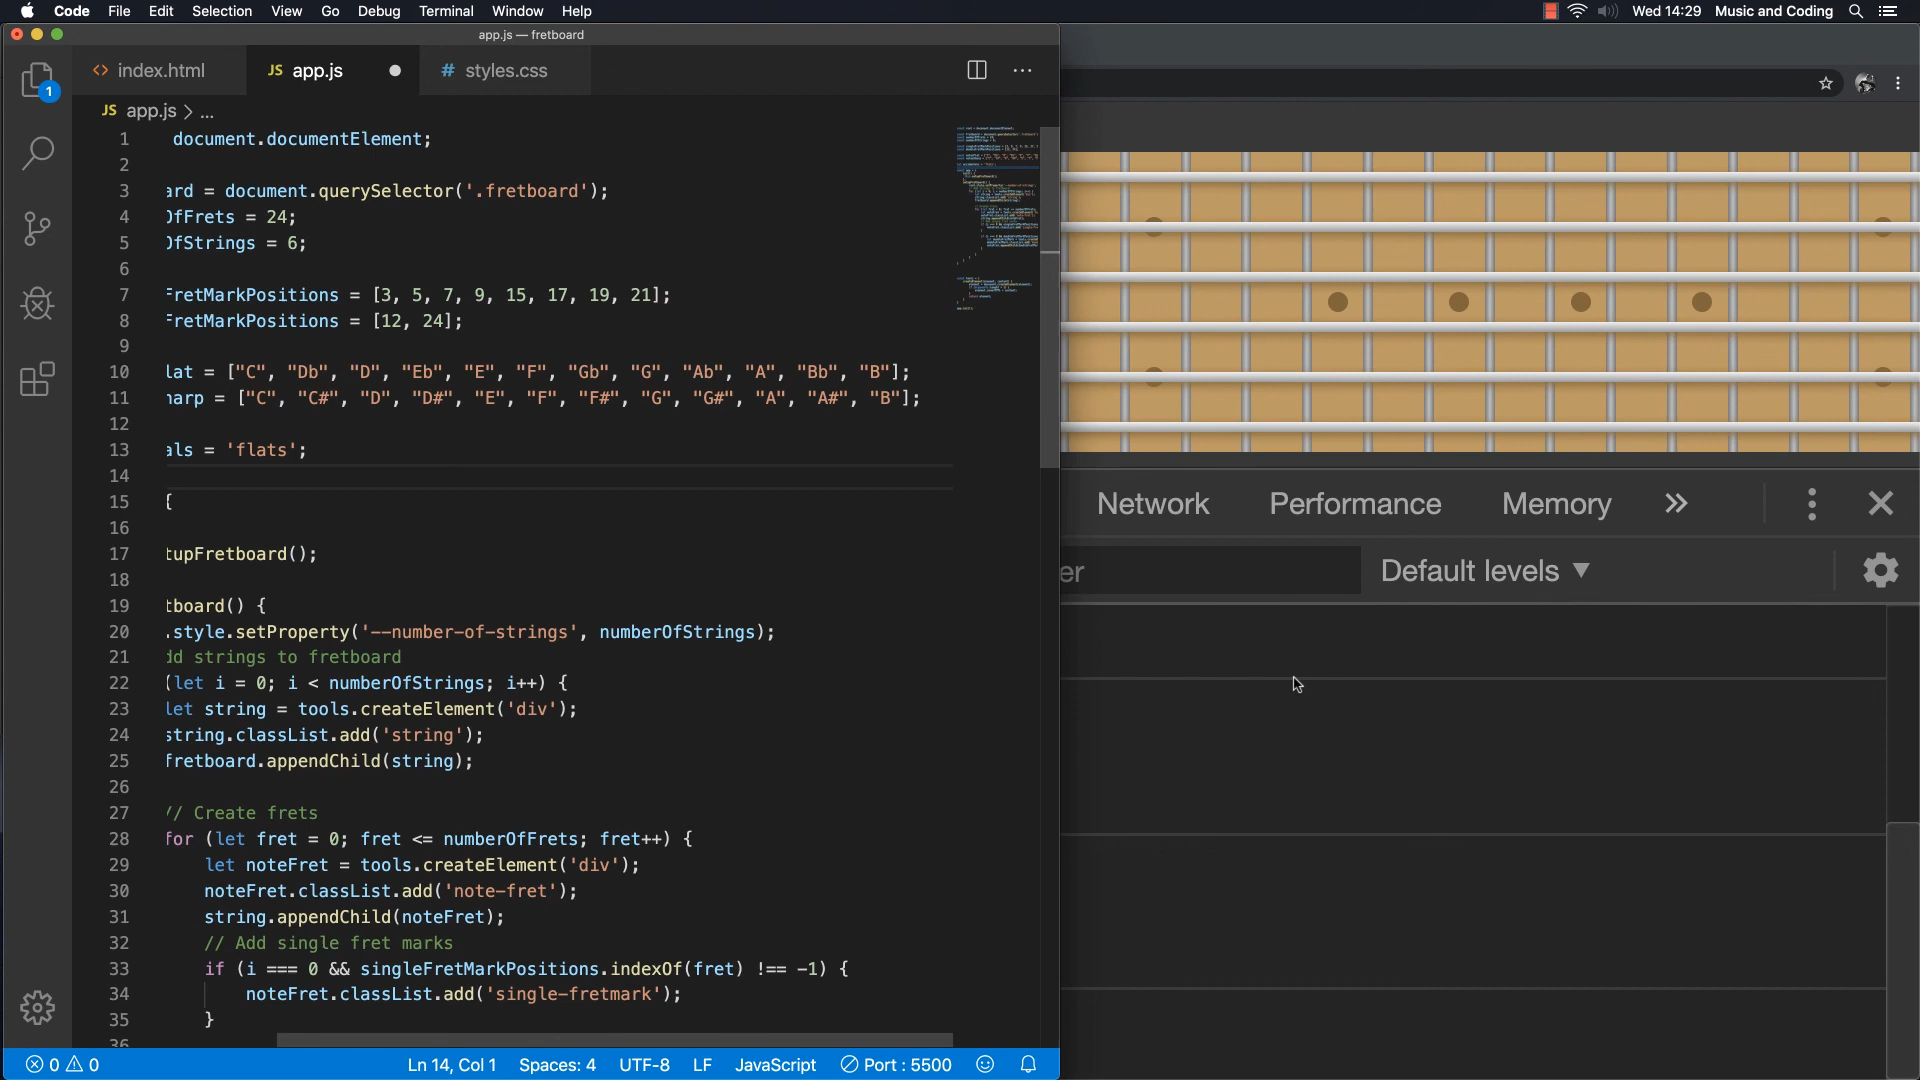 Code File Edit Selection View Go Debug Terminal Window Help Wed 14:29 Music and Coding
app.js — fretboard
index.html JS app.js # styles.css
JS app.js > ...
1 document.documentElement;
2
3 ard = document.querySelector('.fretboard');
4 OfFrets = 24;
5 OfStrings = 6;
6
7 FretMarkPositions = [3, 5, 7, 9, 15, 17, 19, 21];
8 FretMarkPositions = [12, 24];
9
10 lat = ["C", "Db", "D", "Eb", "E", "F", "Gb", "G", "Ab", "A", "Bb", "B"];
11 harp = ["C", "C#", "D", "D#", "E", "F", "F#", "G", "G#", "A", "A#", "B"];
12
13 als = 'flats';
14
15 {
16
17 tupFretboard();
18
19 tboard() {
20 .style.setProperty('--number-of-strings', numberOfStrings);
21 dd strings to fretboard
22 (let i = 0; i < numberOfStrings; i++) {
23 let string = tools.createElement('div');
24 string.classList.add('string');
25 fretboard.appendChild(string);
26
27 // Create frets
28 for (let fret = 0; fret <= numberOfFrets; fret++) {
29 let noteFret = tools.createElement('div');
30 noteFret.classList.add('note-fret');
31 string.appendChild(noteFret);
32 // Add single fret marks
33 if (i === 0 && singleFretMarkPositions.indexOf(fret) !== -1) {
34 noteFret.classList.add('single-fretmark');
35 }
36
1
Network Performance Memory
er Default levels ▼
0 0 Ln 14, Col 1 Spaces: 4 UTF-8 LF JavaScript Port : 5500